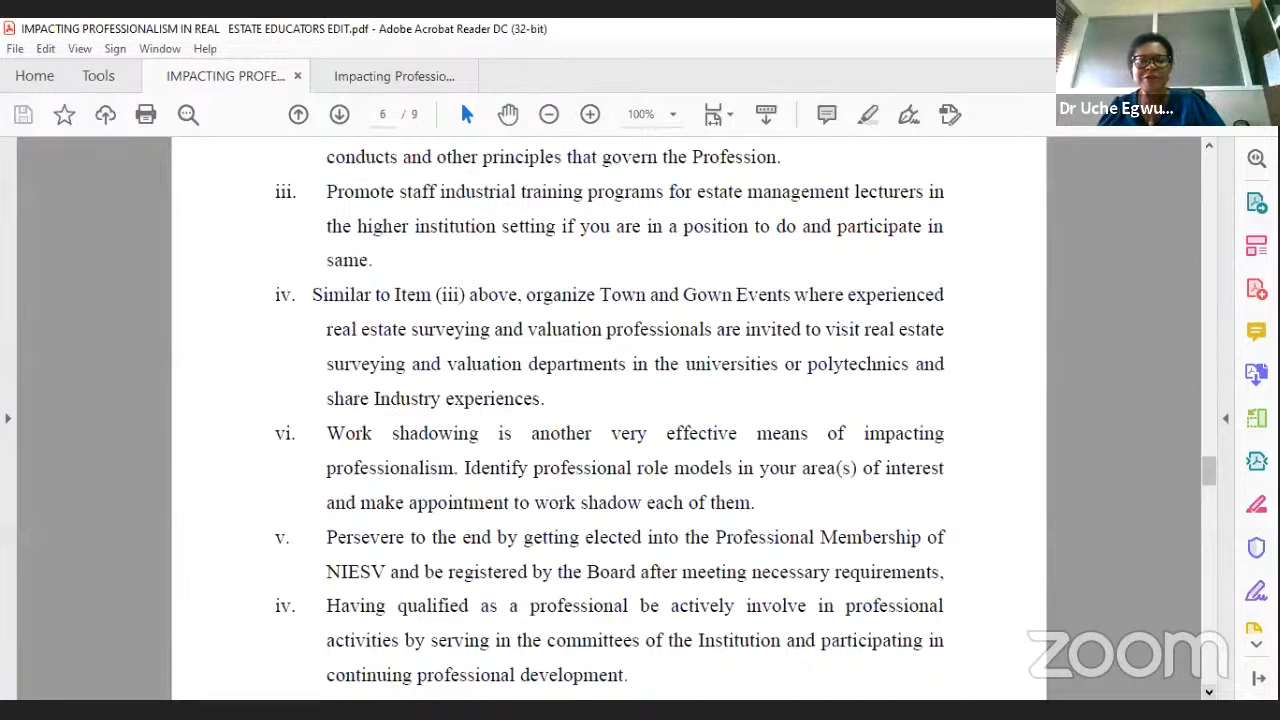 IMPACTING PROFESSIONALISM IN REAL ESTATE EDUCATORS EDIT.pdf - Adobe Acrobat Reader DC (32-bit)
File Edit View Sign Window Help
Home Tools IMPACTING PROFE... × Impacting Professio...
6 / 9 100%
Dr Uche Egwu...
conducts and other principles that govern the Profession.
iii. Promote staff industrial training programs for estate management lecturers in
the higher institution setting if you are in a position to do and participate in
same.
iv. Similar to Item (iii) above, organize Town and Gown Events where experienced
real estate surveying and valuation professionals are invited to visit real estate
surveying and valuation departments in the universities or polytechnics and
share Industry experiences.
vi. Work shadowing is another very effective means of impacting
professionalism. Identify professional role models in your area(s) of interest
and make appointment to work shadow each of them.
v. Persevere to the end by getting elected into the Professional Membership of
NIESV and be registered by the Board after meeting necessary requirements,
iv. Having qualified as a professional be actively involve in professional
activities by serving in the committees of the Institution and participating in
continuing professional development.
zoom